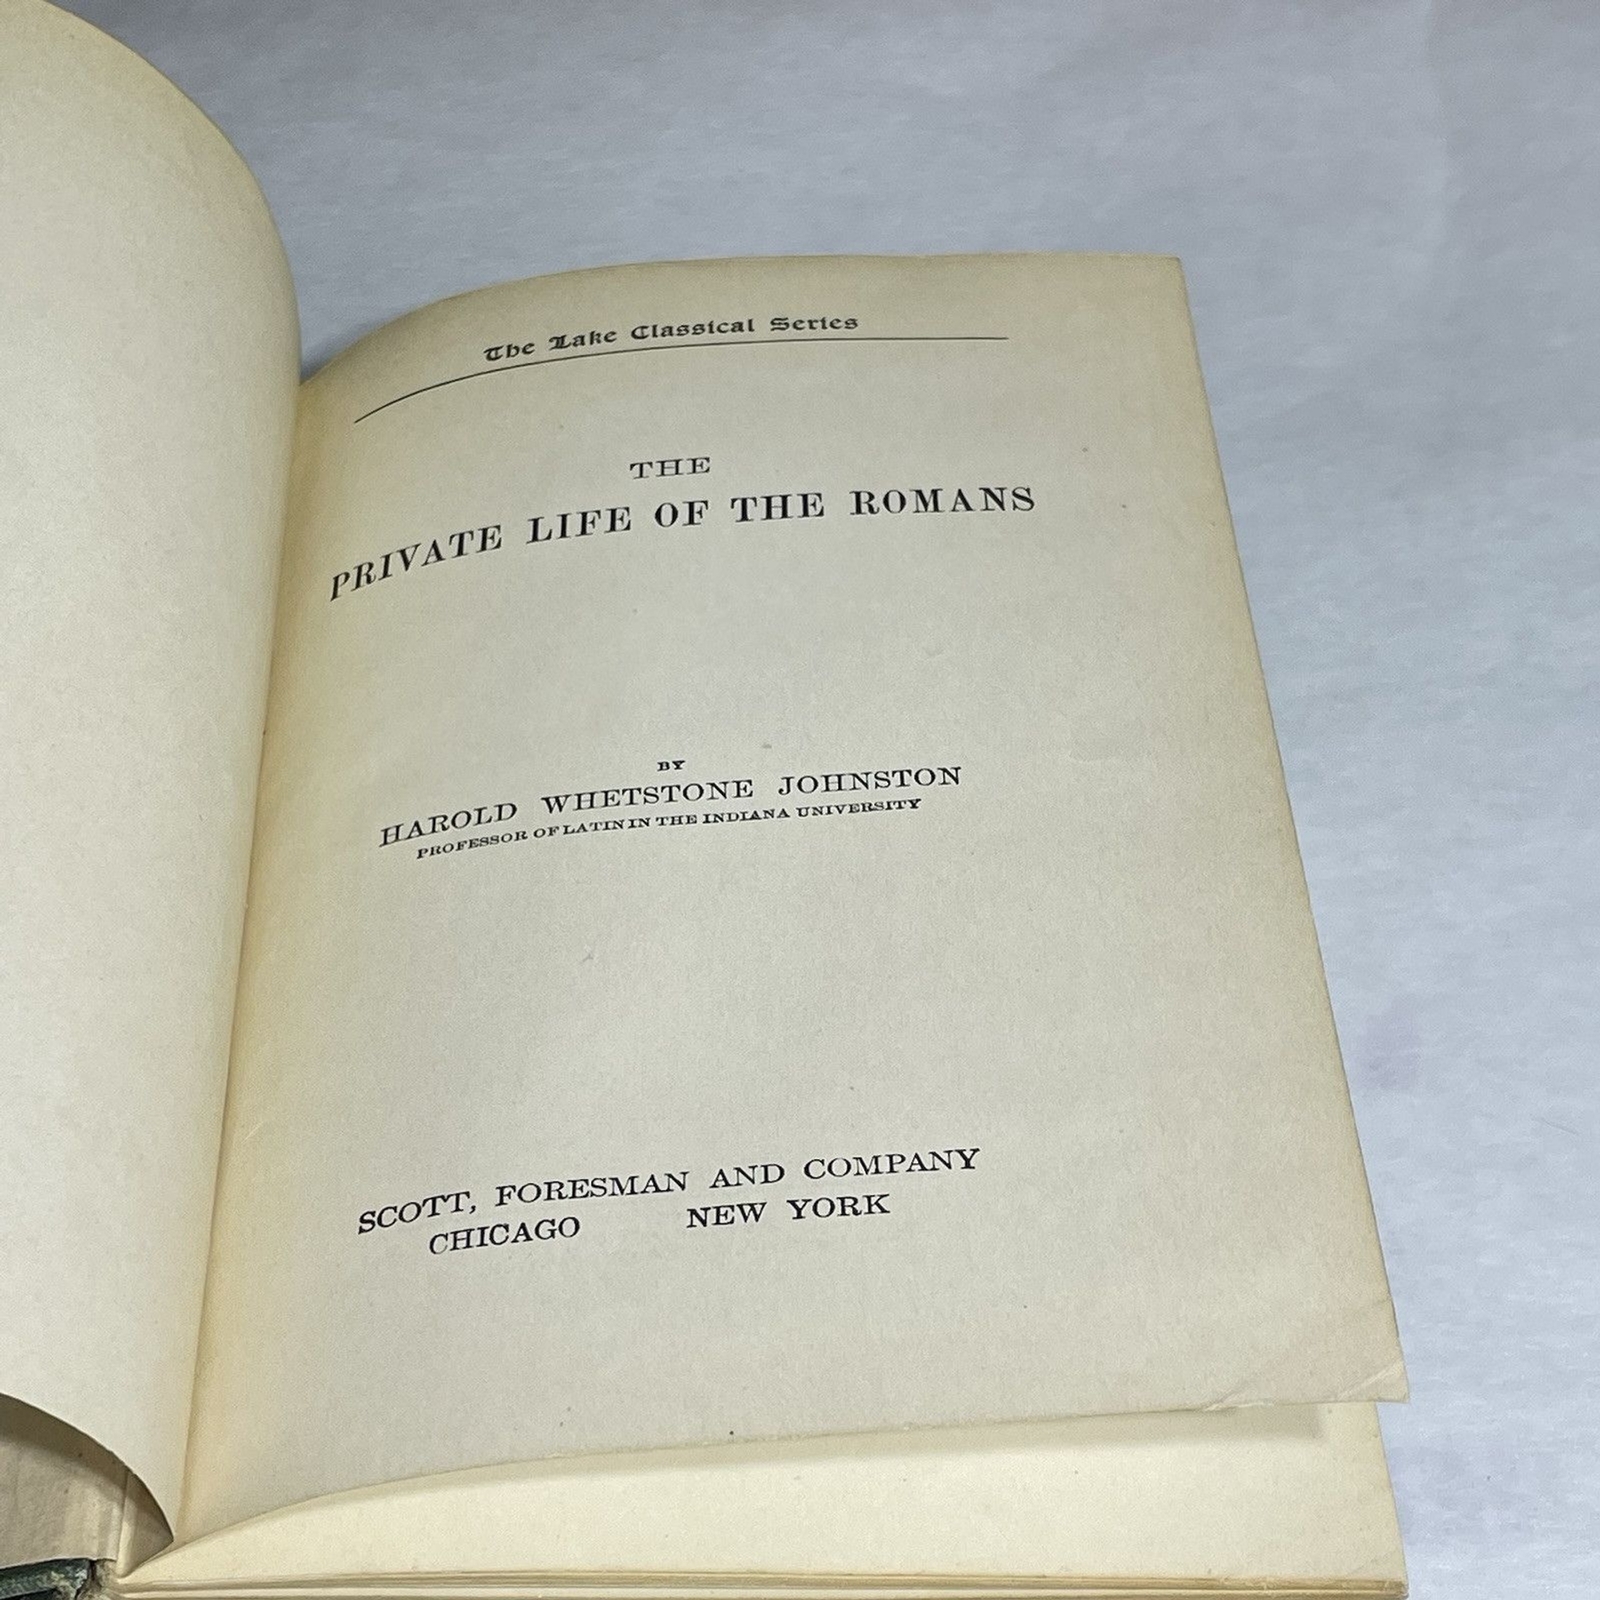 The Lake Classical Series
THE
PRIVATE LIFE OF THE ROMANS
BY
HAROLD WHETSTONE JOHNSTON
PROFESSOR OF LATIN IN THE INDIANA UNIVERSITY
SCOTT, FORESMAN AND COMPANY
CHICAGO NEW YORK